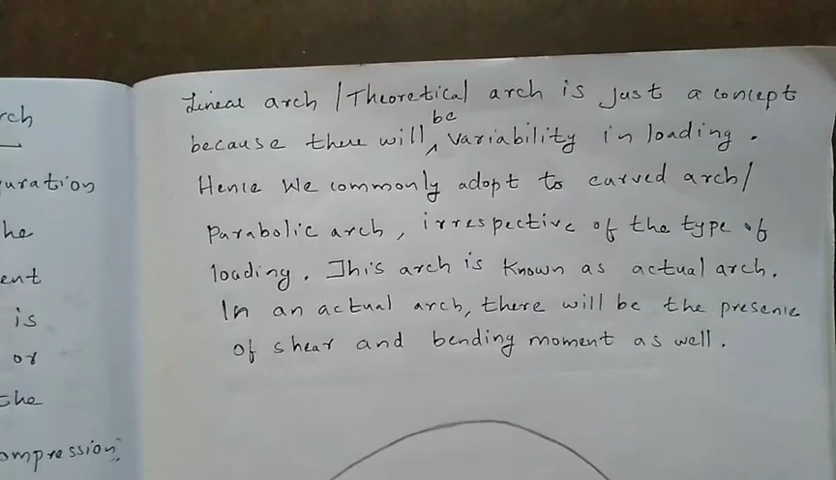 rch
uration
he
ent
is
or
the
ompression.
Linear arch / Theoretical arch is just a concept
because there will be variability in loading.
Hence we commonly adopt to curved arch/
Parabolic arch, irrespective of the type of
loading. This arch is known as actual arch.
In an actual arch, there will be the presence
of shear and bending moment as well.